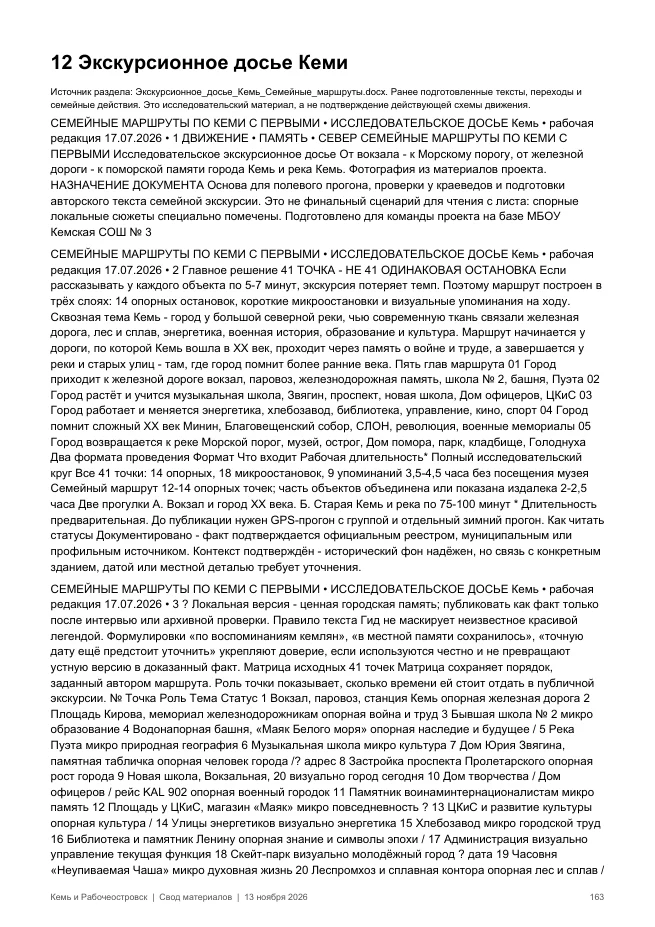 12 Экскурсионное досье Кеми
Источник раздела: Экскурсионное_досье_Кемь_Семейные_маршруты.docx. Ранее подготовленные тексты, переходы и
семейные действия. Это исследовательский материал, а не подтверждение действующей схемы движения.
СЕМЕЙНЫЕ МАРШРУТЫ ПО КЕМИ С ПЕРВЫМИ • ИССЛЕДОВАТЕЛЬСКОЕ ДОСЬЕ Кемь • рабочая
редакция 17.07.2026 • 1 ДВИЖЕНИЕ • ПАМЯТЬ • СЕВЕР СЕМЕЙНЫЕ МАРШРУТЫ ПО КЕМИ С
ПЕРВЫМИ Исследовательское экскурсионное досье От вокзала - к Морскому порогу, от железной
дороги - к поморской памяти города Кемь и река Кемь. Фотография из материалов проекта.
НАЗНАЧЕНИЕ ДОКУМЕНТА Основа для полевого прогона, проверки у краеведов и подготовки
авторского текста семейной экскурсии. Это не финальный сценарий для чтения с листа: спорные
локальные сюжеты специально помечены. Подготовлено для команды проекта на базе МБОУ
Кемская СОШ № 3
СЕМЕЙНЫЕ МАРШРУТЫ ПО КЕМИ С ПЕРВЫМИ • ИССЛЕДОВАТЕЛЬСКОЕ ДОСЬЕ Кемь • рабочая
редакция 17.07.2026 • 2 Главное решение 41 ТОЧКА - НЕ 41 ОДИНАКОВАЯ ОСТАНОВКА Если
рассказывать у каждого объекта по 5-7 минут, экскурсия потеряет темп. Поэтому маршрут построен в
трёх слоях: 14 опорных остановок, короткие микроостановки и визуальные упоминания на ходу.
Сквозная тема Кемь - город у большой северной реки, чью современную ткань связали железная
дорога, лес и сплав, энергетика, военная история, образование и культура. Маршрут начинается у
дороги, по которой Кемь вошла в XX век, проходит через память о войне и труде, а завершается у
реки и старых улиц - там, где город помнит более ранние века. Пять глав маршрута 01 Город
приходит к железной дороге вокзал, паровоз, железнодорожная память, школа № 2, башня, Пуэта 02
Город растёт и учится музыкальная школа, Звягин, проспект, новая школа, Дом офицеров, ЦКиС 03
Город работает и меняется энергетика, хлебозавод, библиотека, управление, кино, спорт 04 Город
помнит сложный XX век Минин, Благовещенский собор, СЛОН, революция, военные мемориалы 05
Город возвращается к реке Морской порог, музей, острог, Дом помора, парк, кладбище, Голоднуха
Два формата проведения Формат Что входит Рабочая длительность* Полный исследовательский
круг Все 41 точки: 14 опорных, 18 микроостановок, 9 упоминаний 3,5-4,5 часа без посещения музея
Семейный маршрут 12-14 опорных точек; часть объектов объединена или показана издалека 2-2,5
часа Две прогулки А. Вокзал и город XX века. Б. Старая Кемь и река по 75-100 минут * Длительность
предварительная. До публикации нужен GPS-прогон с группой и отдельный зимний прогон. Как читать
статусы Документировано - факт подтверждается официальным реестром, муниципальным или
профильным источником. Контекст подтверждён - исторический фон надёжен, но связь с конкретным
зданием, датой или местной деталью требует уточнения.
СЕМЕЙНЫЕ МАРШРУТЫ ПО КЕМИ С ПЕРВЫМИ • ИССЛЕДОВАТЕЛЬСКОЕ ДОСЬЕ Кемь • рабочая
редакция 17.07.2026 • 3 ? Локальная версия - ценная городская память; публиковать как факт только
после интервью или архивной проверки. Правило текста Гид не маскирует неизвестное красивой
легендой. Формулировки «по воспоминаниям кемлян», «в местной памяти сохранилось», «точную
дату ещё предстоит уточнить» укрепляют доверие, если используются честно и не превращают
устную версию в доказанный факт. Матрица исходных 41 точек Матрица сохраняет порядок,
заданный автором маршрута. Роль точки показывает, сколько времени ей стоит отдать в публичной
экскурсии. № Точка Роль Тема Статус 1 Вокзал, паровоз, станция Кемь опорная железная дорога 2
Площадь Кирова, мемориал железнодорожникам опорная война и труд 3 Бывшая школа № 2 микро
образование 4 Водонапорная башня, «Маяк Белого моря» опорная наследие и будущее / 5 Река
Пуэта микро природная география 6 Музыкальная школа микро культура 7 Дом Юрия Звягина,
памятная табличка опорная человек города /? адрес 8 Застройка проспекта Пролетарского опорная
рост города 9 Новая школа, Вокзальная, 20 визуально город сегодня 10 Дом творчества / Дом
офицеров / рейс KAL 902 опорная военный городок 11 Памятник воинаминтернационалистам микро
память 12 Площадь у ЦКиС, магазин «Маяк» микро повседневность ? 13 ЦКиС и развитие культуры
опорная культура / 14 Улицы энергетиков визуально энергетика 15 Хлебозавод микро городской труд
16 Библиотека и памятник Ленину опорная знание и символы эпохи / 17 Администрация визуально
управление текущая функция 18 Скейт-парк визуально молодёжный город ? дата 19 Часовня
«Неупиваемая Чаша» микро духовная жизнь 20 Леспромхоз и сплавная контора опорная лес и сплав /
Кемь и Рабочеостровск | Свод материалов | 13 ноября 2026
163